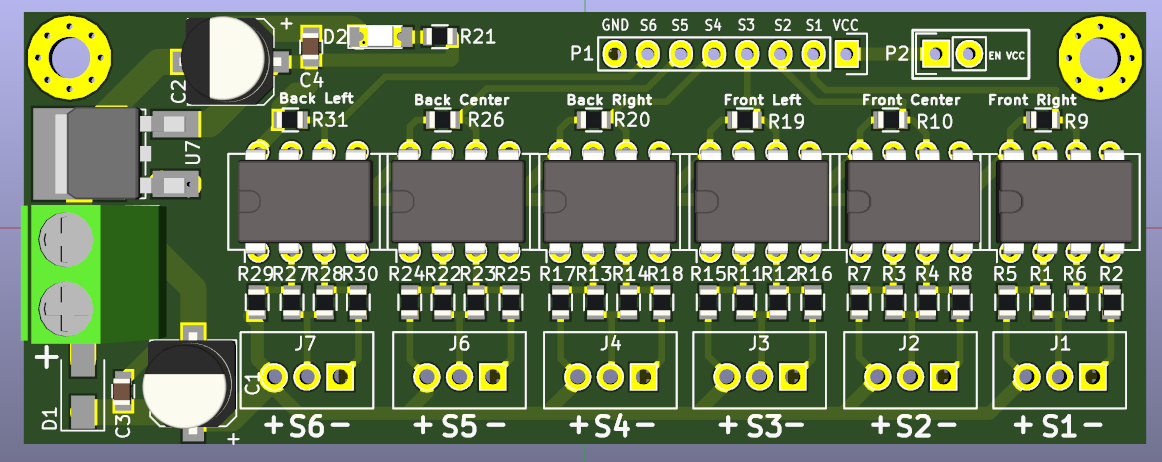 GND S6 S5 S4 S3 S2 S1 VCC
+ D2 R21 P1 P2 EN VCC
C2 C4
Back Left Back Center Back Right Front Left Front Center Front Right
R31 R26 R20 R19 R10 R9
U7
R29 R27 R28 R30 R24 R22 R23 R25 R17 R13 R14 R18 R15 R11 R12 R16 R7 R3 R4 R8 R5 R1 R6 R2
+ J7 J6 J4 J3 J2 J1
D1 C3 C1
+S6- +S5- +S4- +S3- +S2- +S1-
+